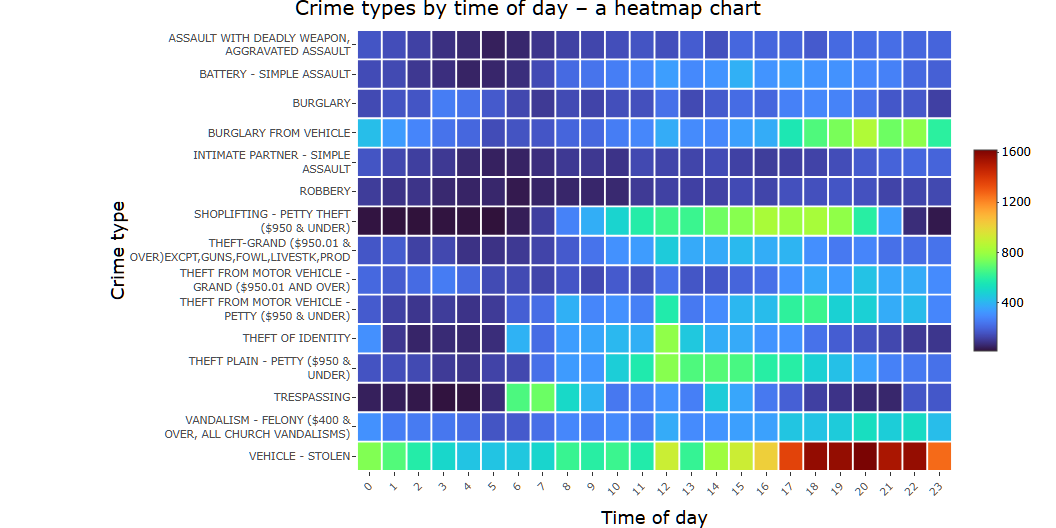 Crime types by time of day – a heatmap chart
Crime type
ASSAULT WITH DEADLY WEAPON,
AGGRAVATED ASSAULT
BATTERY - SIMPLE ASSAULT
BURGLARY
BURGLARY FROM VEHICLE
INTIMATE PARTNER - SIMPLE
ASSAULT
ROBBERY
SHOPLIFTING - PETTY THEFT
($950 & UNDER)
THEFT-GRAND ($950.01 &
OVER)EXCPT,GUNS,FOWL,LIVESTK,PROD
THEFT FROM MOTOR VEHICLE -
GRAND ($950.01 AND OVER)
THEFT FROM MOTOR VEHICLE -
PETTY ($950 & UNDER)
THEFT OF IDENTITY
THEFT PLAIN - PETTY ($950 &
UNDER)
TRESPASSING
VANDALISM - FELONY ($400 &
OVER, ALL CHURCH VANDALISMS)
VEHICLE - STOLEN
0 1 2 3 4 5 6 7 8 9 10 11 12 13 14 15 16 17 18 19 20 21 22 23
Time of day
1600
1200
800
400